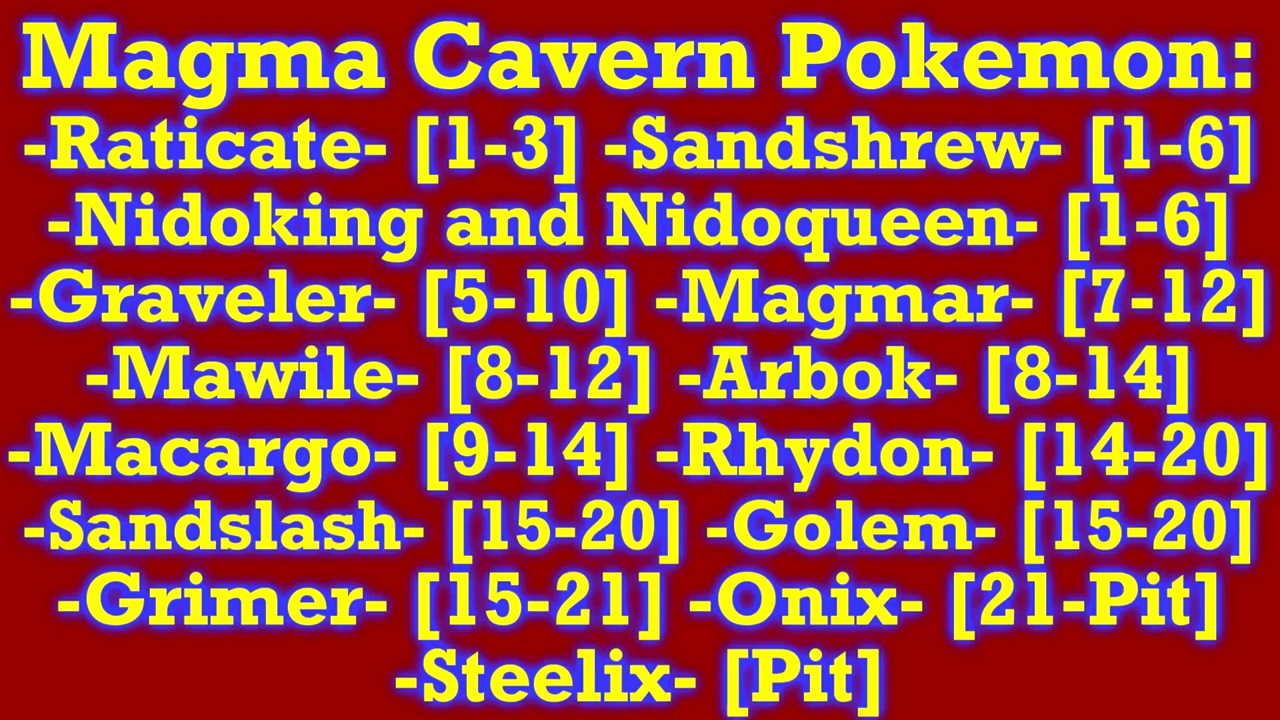 Magma Cavern Pokemon:
-Raticate- [1-3] -Sandshrew- [1-6]
-Nidoking and Nidoqueen- [1-6]
-Graveler- [5-10] -Magmar- [7-12]
-Mawile- [8-12] -Arbok- [8-14]
-Macargo- [9-14] -Rhydon- [14-20]
-Sandslash- [15-20] -Golem- [15-20]
-Grimer- [15-21] -Onix- [21-Pit]
-Steelix- [Pit]